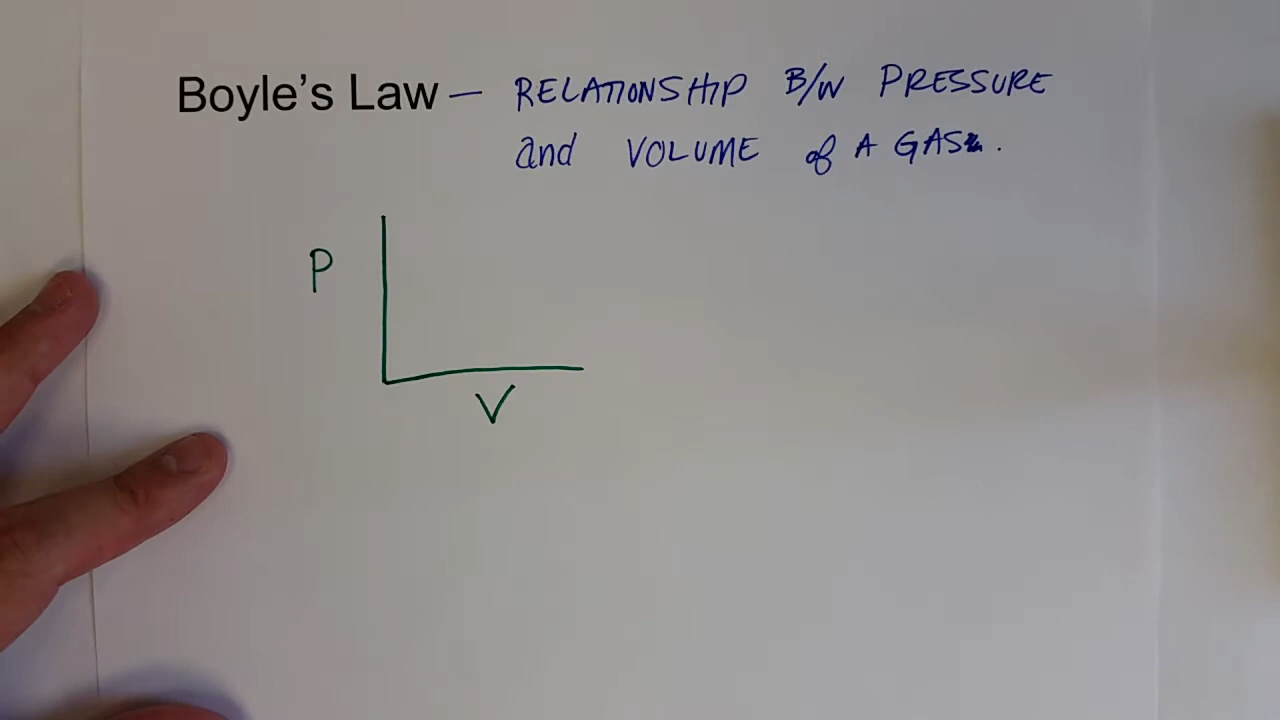 Boyle's Law — RELATIONSHIP B/W PRESSURE
and VOLUME of A GAS.
P
V